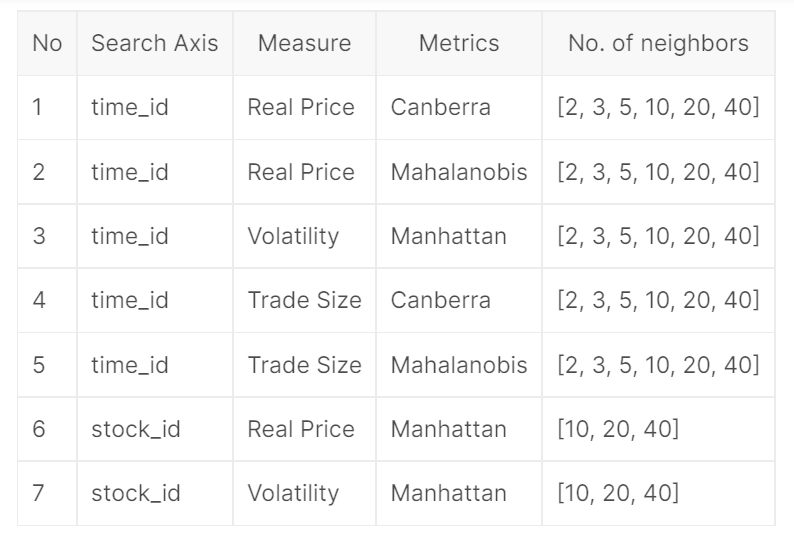 No Search Axis Measure Metrics No. of neighbors
1 time_id Real Price Canberra [2, 3, 5, 10, 20, 40]
2 time_id Real Price Mahalanobis [2, 3, 5, 10, 20, 40]
3 time_id Volatility Manhattan [2, 3, 5, 10, 20, 40]
4 time_id Trade Size Canberra [2, 3, 5, 10, 20, 40]
5 time_id Trade Size Mahalanobis [2, 3, 5, 10, 20, 40]
6 stock_id Real Price Manhattan [10, 20, 40]
7 stock_id Volatility Manhattan [10, 20, 40]